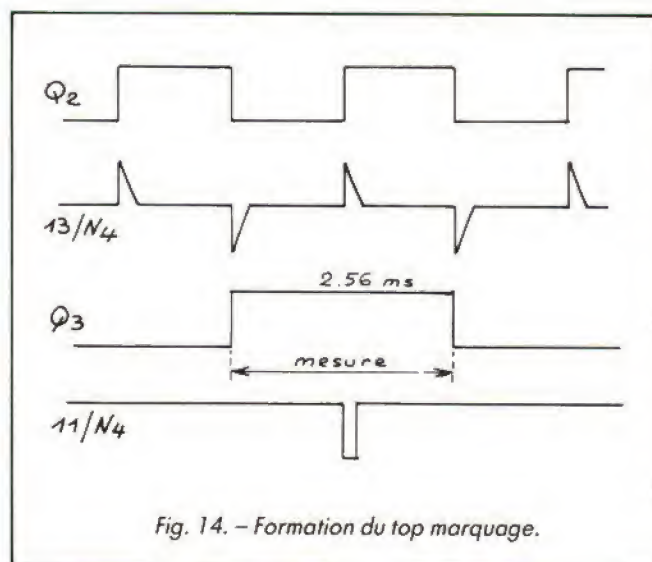 Q2
13/N4
2.56 ms
Q3
mesure
11/N4
Fig. 14. – Formation du top marquage.